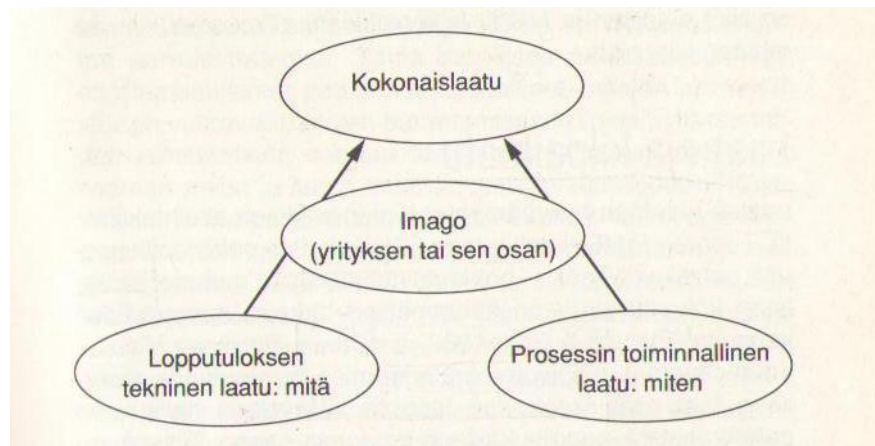 Kokonaislaatu
Imago
(yrityksen tai sen osan)
Lopputuloksen
tekninen laatu: mitä
Prosessin toiminnallinen
laatu: miten